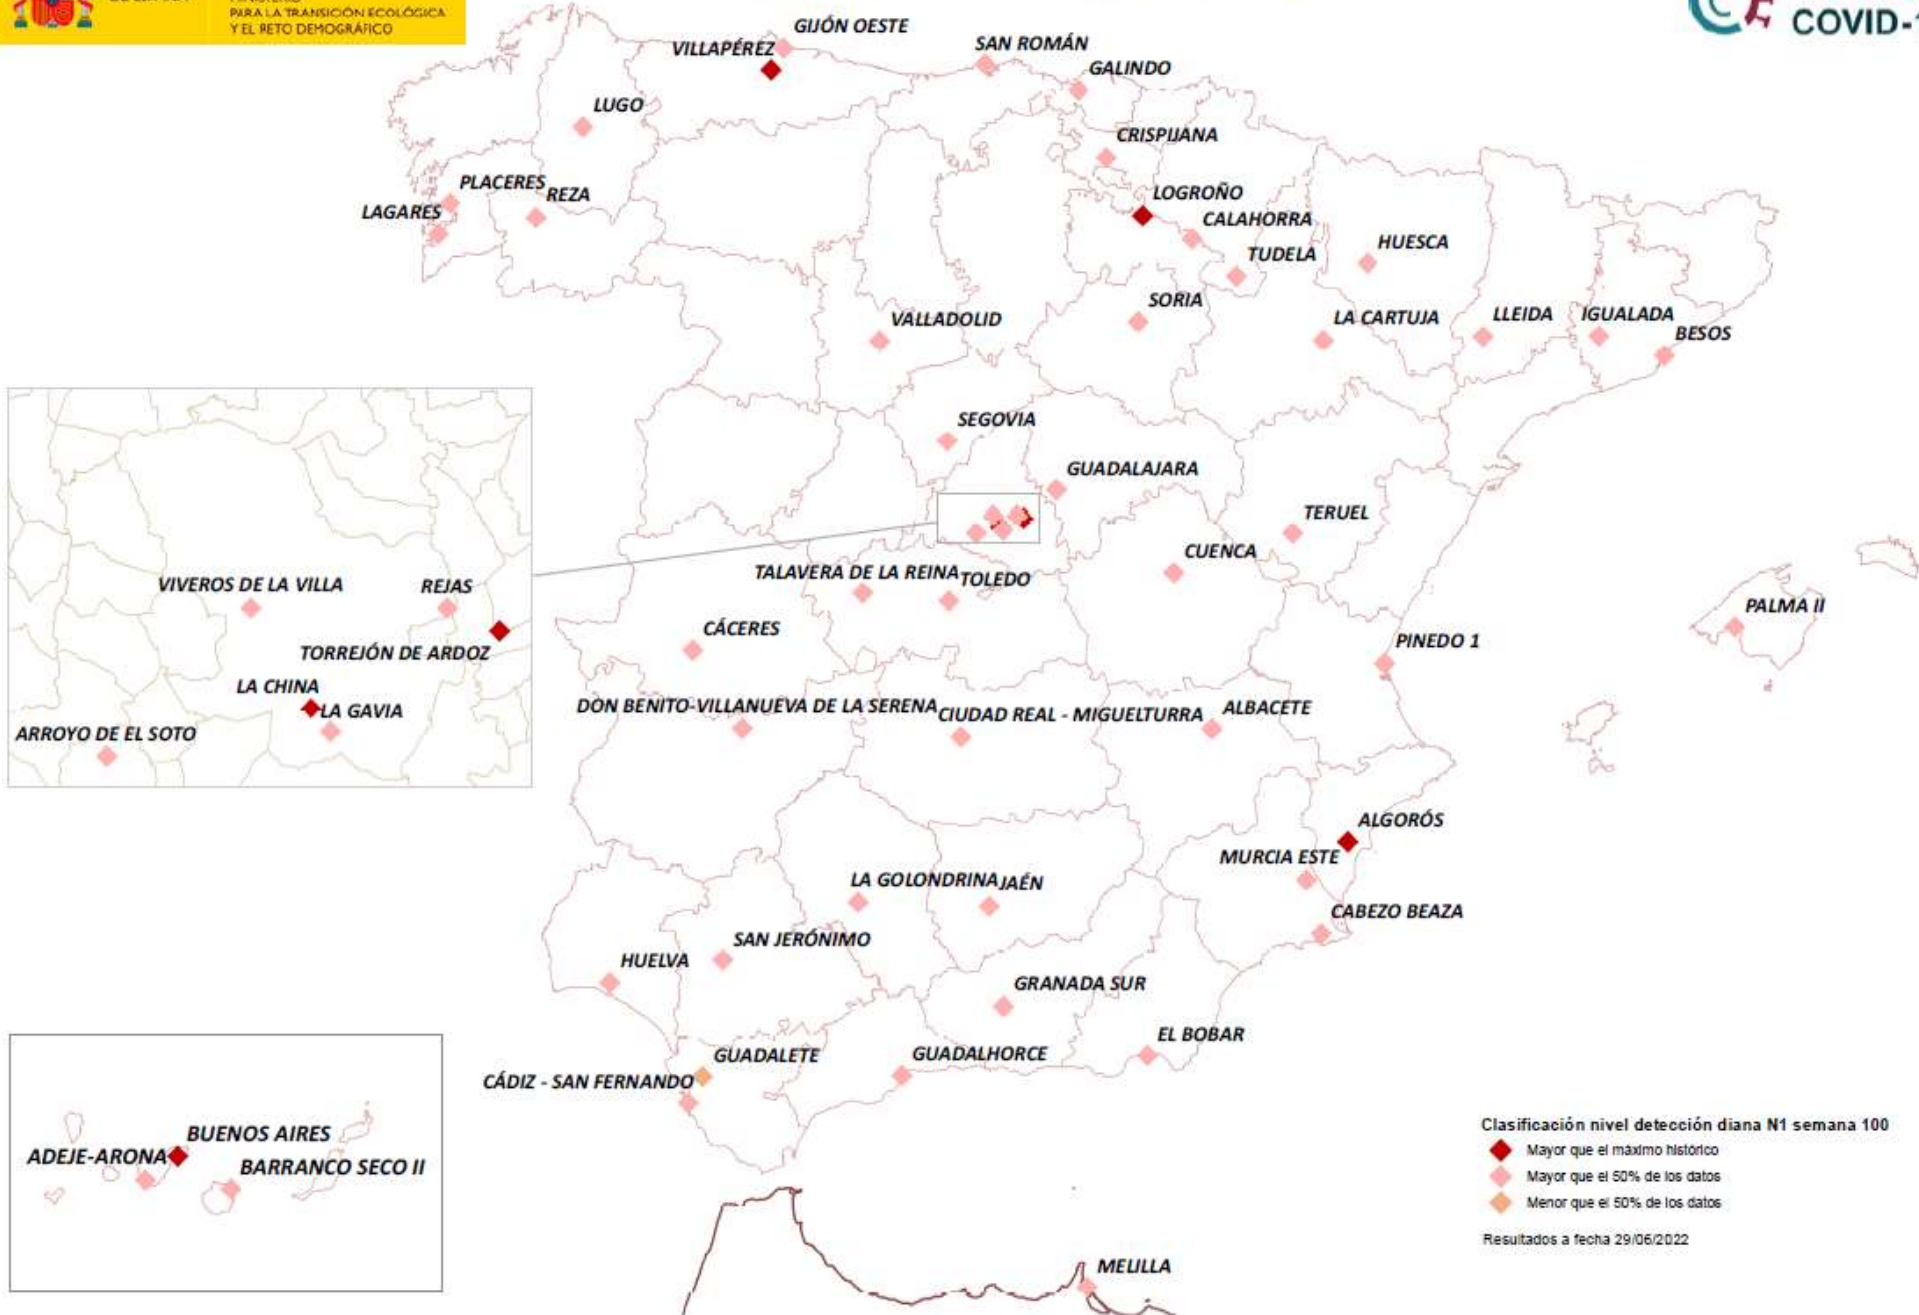 PARA LA TRANSICIÓN ECOLÓGICA
Y EL RETO DEMOGRÁFICO
COVID-1
GIJÓN OESTE
VILLAPÉREZ
SAN ROMÁN
GALINDO
LUGO
CRISPIJANA
PLACERES
REZA
LAGARES
LOGROÑO
CALAHORRA
TUDELA
HUESCA
SORIA
VALLADOLID
LA CARTUJA
LLEIDA
IGUALADA
BESOS
SEGOVIA
GUADALAJARA
TERUEL
CUENCA
TALAVERA DE LA REINA
TOLEDO
VIVEROS DE LA VILLA
REJAS
TORREJÓN DE ARDOZ
LA CHINA
LA GAVIA
ARROYO DE EL SOTO
CÁCERES
PALMA II
PINEDO 1
DON BENITO-VILLANUEVA DE LA SERENA
CIUDAD REAL - MIGUELTURRA
ALBACETE
ALGORÓS
MURCIA ESTE
LA GOLONDRINA
JAÉN
CABEZO BEAZA
SAN JERÓNIMO
HUELVA
GRANADA SUR
EL BOBAR
GUADALETE
GUADALHORCE
CÁDIZ - SAN FERNANDO
BUENOS AIRES
ADEJE-ARONA
BARRANCO SECO II
Clasificación nivel detección diana N1 semana 100
Mayor que el máximo histórico
Mayor que el 50% de los datos
Menor que el 50% de los datos
Resultados a fecha 29/06/2022
MELILLA